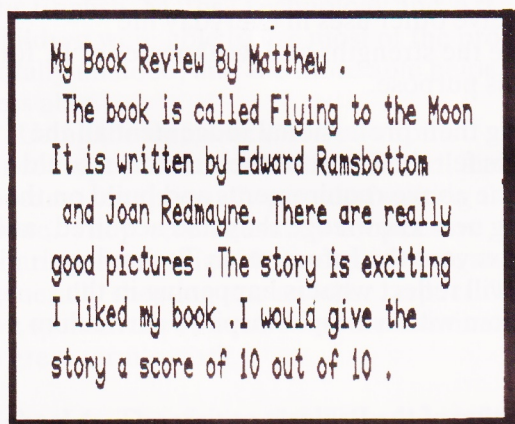 My Book Review By Matthew .
The book is called Flying to the Moon
It is written by Edward Ramsbottom
and Joan Redmayne. There are really
good pictures .The story is exciting
I liked my book .I would give the
story a score of 10 out of 10 .